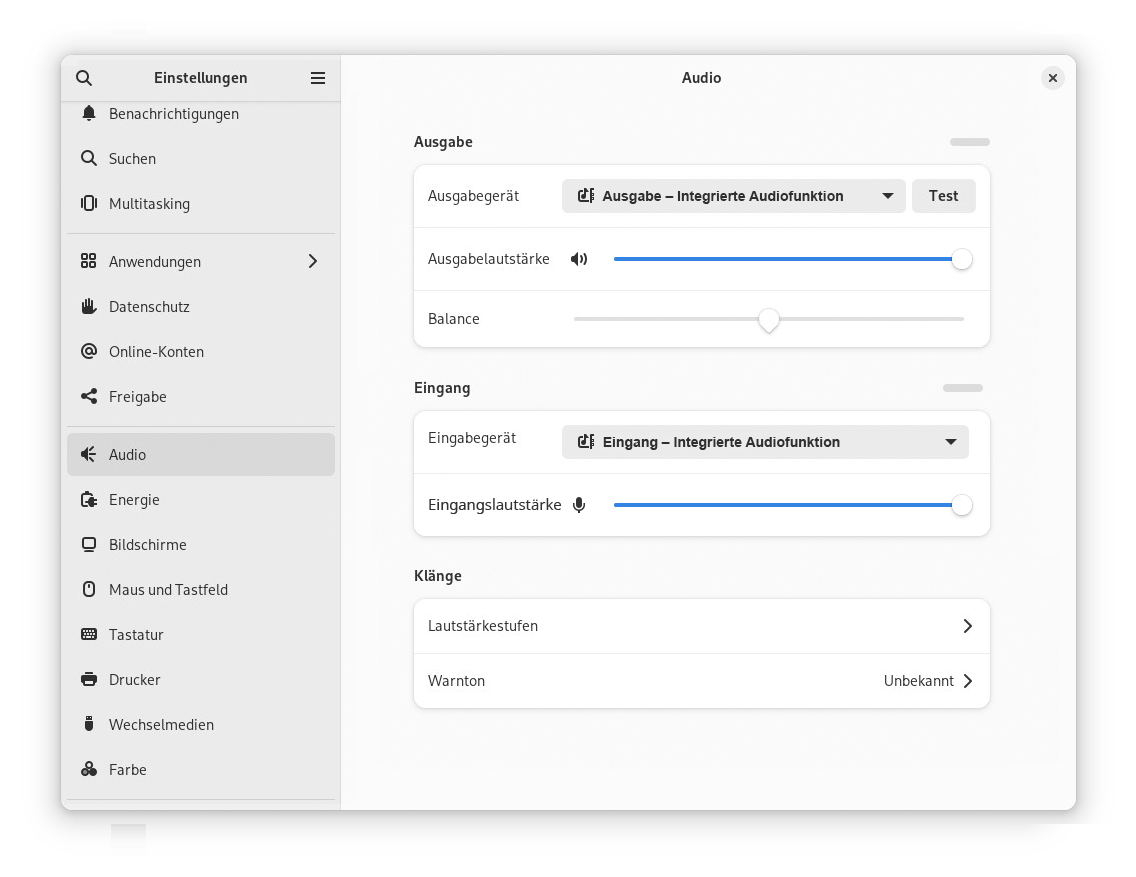 Einstellungen
Benachrichtigungen
Suchen
Multitasking
Anwendungen
Datenschutz
Online-Konten
Freigabe
Audio
Energie
Bildschirme
Maus und Tastfeld
Tastatur
Drucker
Wechselmedien
Farbe
Audio
Ausgabe
Ausgabegerät
Ausgabe – Integrierte Audiofunktion
Test
Ausgabelautstärke
Balance
Eingang
Eingabegerät
Eingang – Integrierte Audiofunktion
Eingangslautstärke
Klänge
Lautstärkestufen
Warnton
Unbekannt